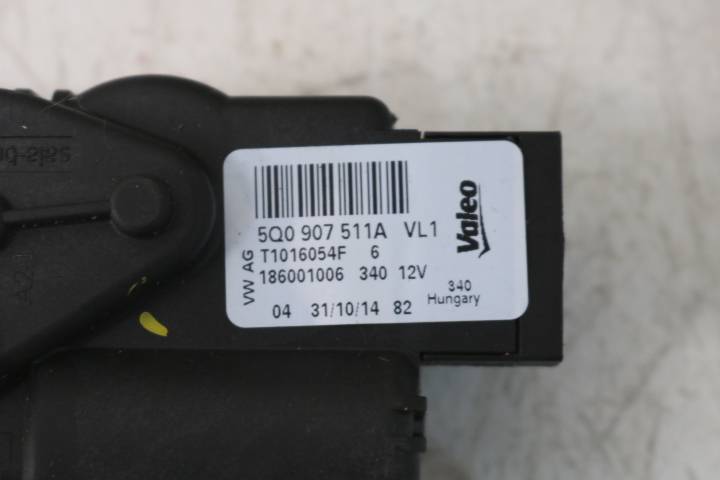 5Q0 907 511A VL1
VW AG
T1016054F 6
186001006 340 12V
04 31/10/14 82
Valeo
340
Hungary